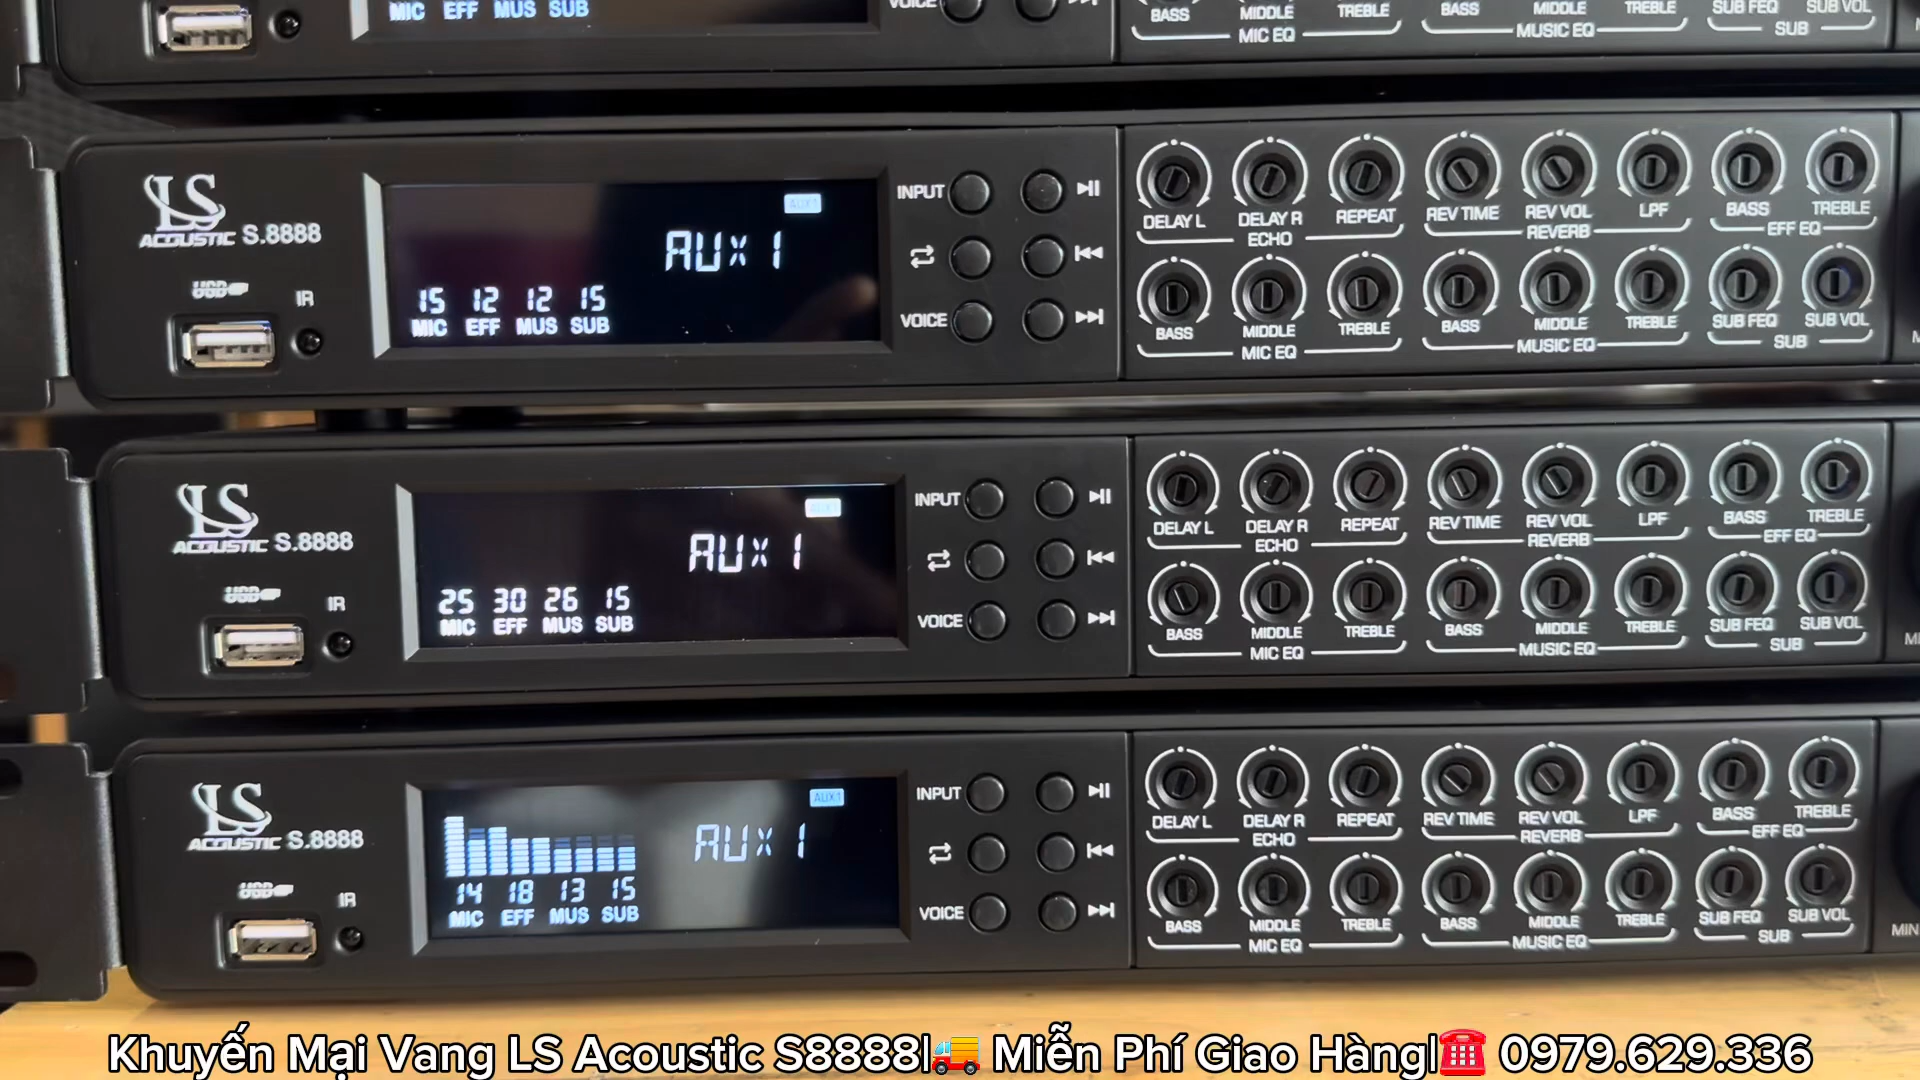 MIC EFF MUS SUB
VOICE
BASS MIDDLE TREBLE BASS MIDDLE TREBLE SUB FEQ SUB VOL
MIC EQ MUSIC EQ SUB
LS
ACOUSTIC S.8888
USB IR
AUX1
AUX 1
15 12 12 15
MIC EFF MUS SUB
INPUT
VOICE
DELAY L DELAY R REPEAT REV TIME REV VOL LPF BASS TREBLE
ECHO REVERB EFF EQ
BASS MIDDLE TREBLE BASS MIDDLE TREBLE SUB FEQ SUB VOL
MIC EQ MUSIC EQ SUB
LS
ACOUSTIC S.8888
USB IR
AUX1
AUX 1
25 30 26 15
MIC EFF MUS SUB
INPUT
VOICE
DELAY L DELAY R REPEAT REV TIME REV VOL LPF BASS TREBLE
ECHO REVERB EFF EQ
BASS MIDDLE TREBLE BASS MIDDLE TREBLE SUB FEQ SUB VOL
MIC EQ MUSIC EQ SUB
LS
ACOUSTIC S.8888
USB IR
AUX1
AUX 1
14 18 13 15
MIC EFF MUS SUB
INPUT
VOICE
DELAY L DELAY R REPEAT REV TIME REV VOL LPF BASS TREBLE
ECHO REVERB EFF EQ
BASS MIDDLE TREBLE BASS MIDDLE TREBLE SUB FEQ SUB VOL
MIC EQ MUSIC EQ SUB
MIN
Khuyến Mại Vang LS Acoustic S8888|🚚 Miễn Phí Giao Hàng|☎️ 0979.629.336